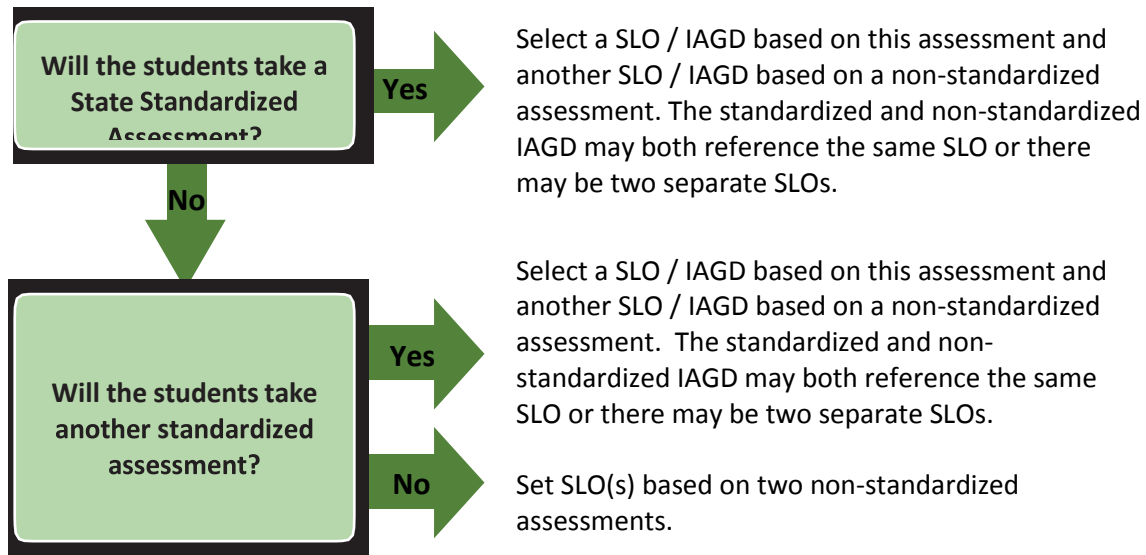 Will the students take a
State Standardized
Assessment?
Yes
Select a SLO / IAGD based on this assessment and
another SLO / IAGD based on a non-standardized
assessment. The standardized and non-standardized
IAGD may both reference the same SLO or there
may be two separate SLOs.
No
Will the students take
another standardized
assessment?
Yes
Select a SLO / IAGD based on this assessment and
another SLO / IAGD based on a non-standardized
assessment.  The standardized and non-
standardized IAGD may both reference the same
SLO or there may be two separate SLOs.
No
Set SLO(s) based on two non-standardized
assessments.